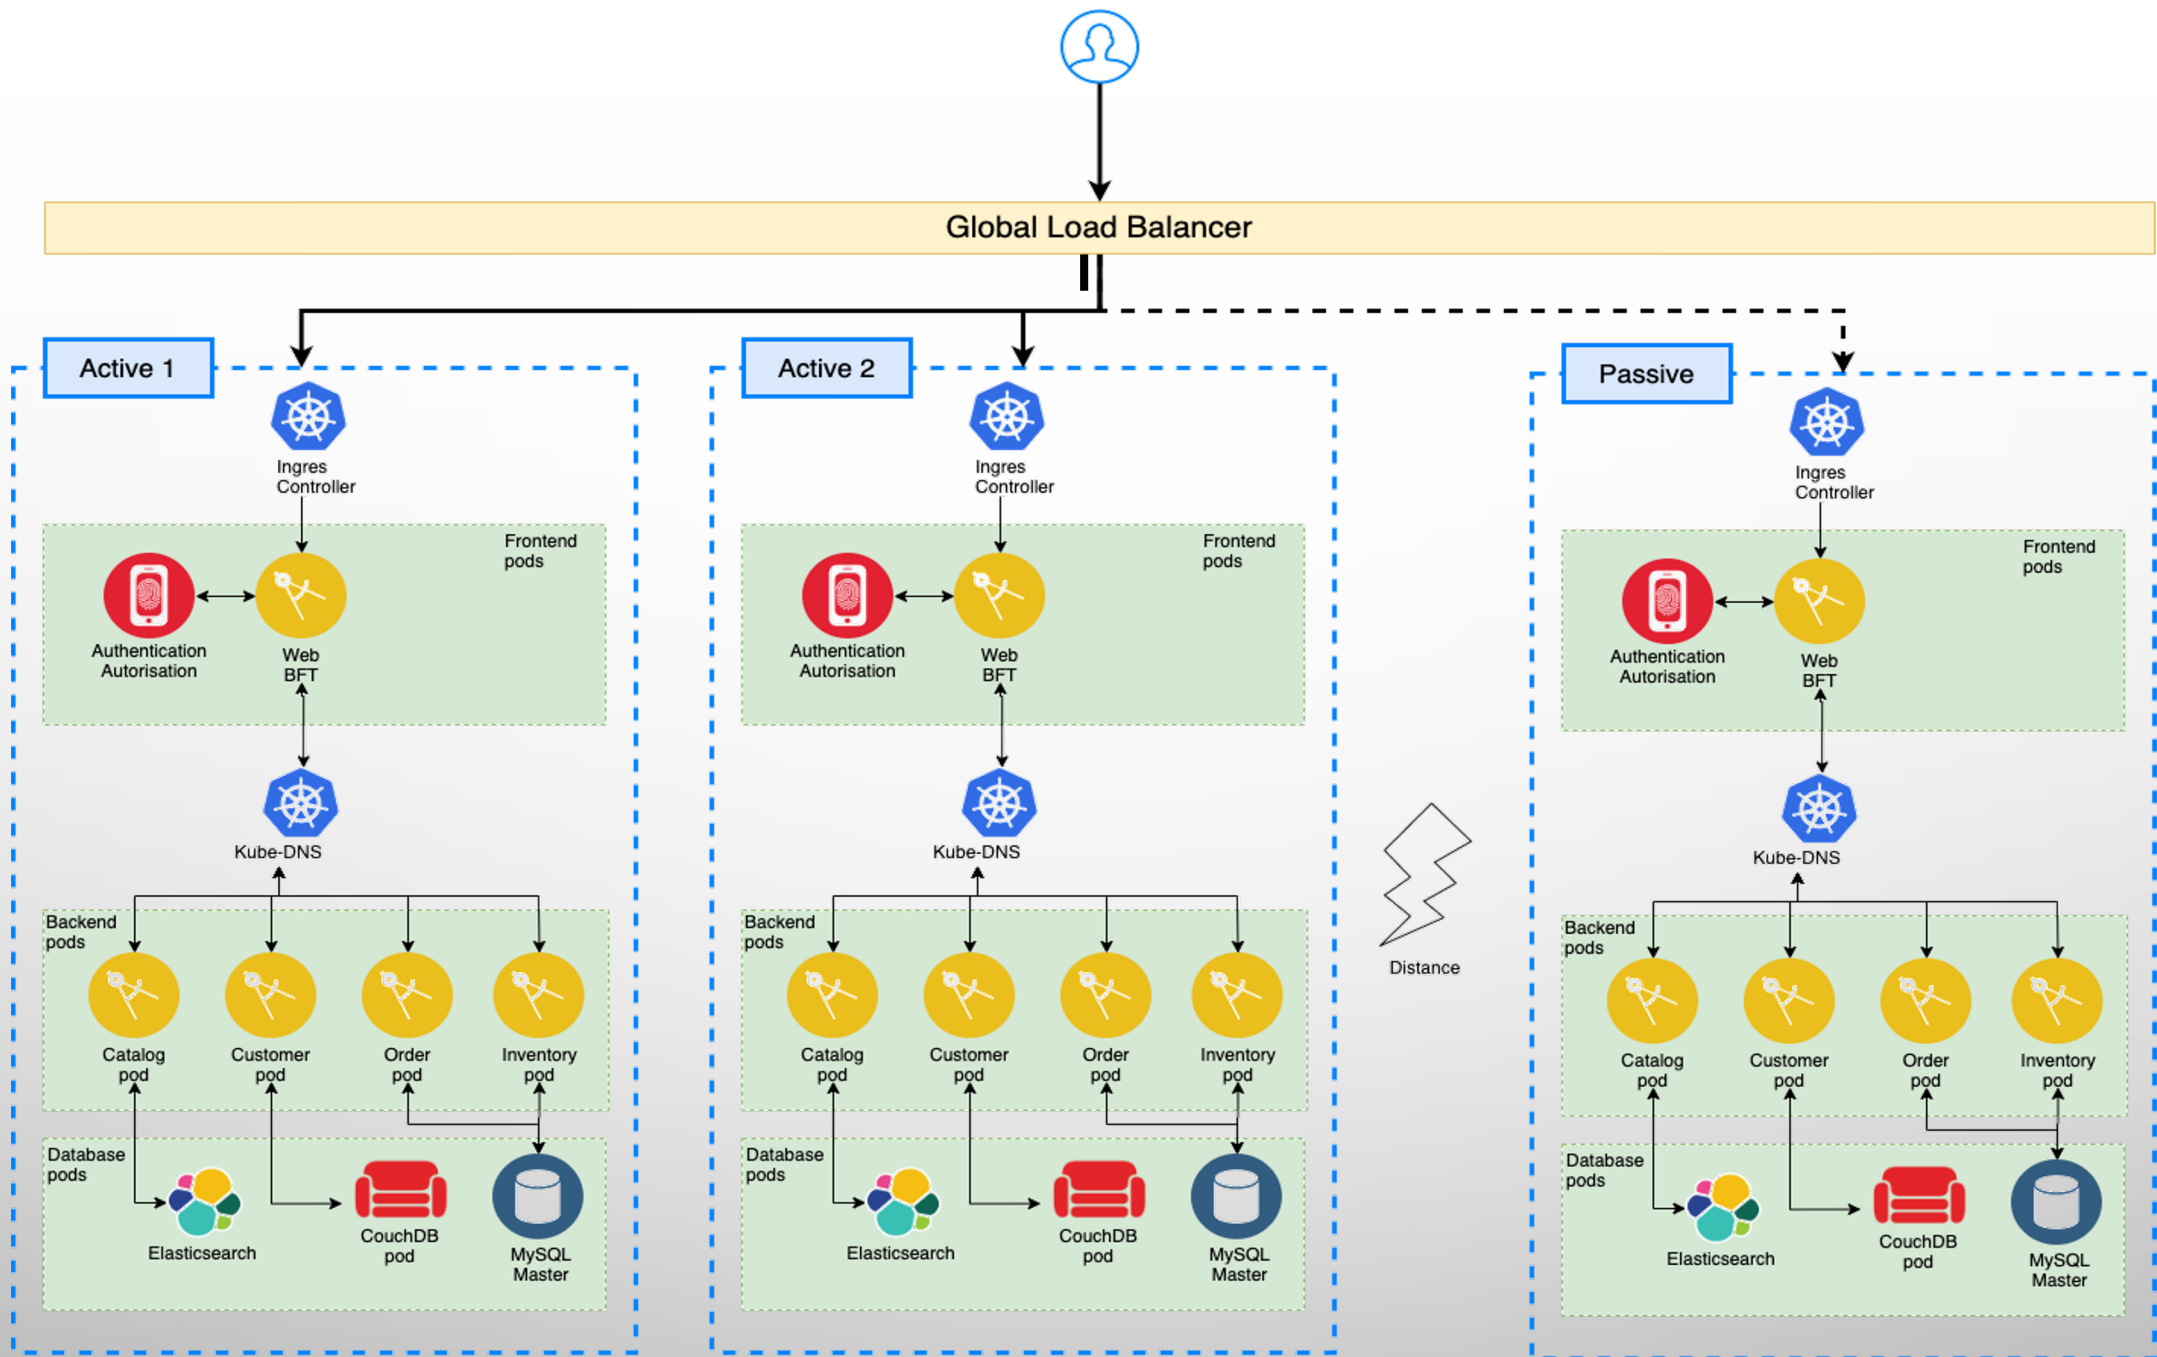 Global Load Balancer
Active 1
Ingres
Controller
Frontend
pods
Authentication
Autorisation
Web
BFT
Kube-DNS
Backend
pods
Catalog
pod
Customer
pod
Order
pod
Inventory
pod
Database
pods
Elasticsearch
CouchDB
pod
MySQL
Master
Active 2
Ingres
Controller
Frontend
pods
Authentication
Autorisation
Web
BFT
Kube-DNS
Backend
pods
Catalog
pod
Customer
pod
Order
pod
Inventory
pod
Database
pods
Elasticsearch
CouchDB
pod
MySQL
Master
Distance
Passive
Ingres
Controller
Frontend
pods
Authentication
Autorisation
Web
BFT
Kube-DNS
Backend
pods
Catalog
pod
Customer
pod
Order
pod
Inventory
pod
Database
pods
Elasticsearch
CouchDB
pod
MySQL
Master